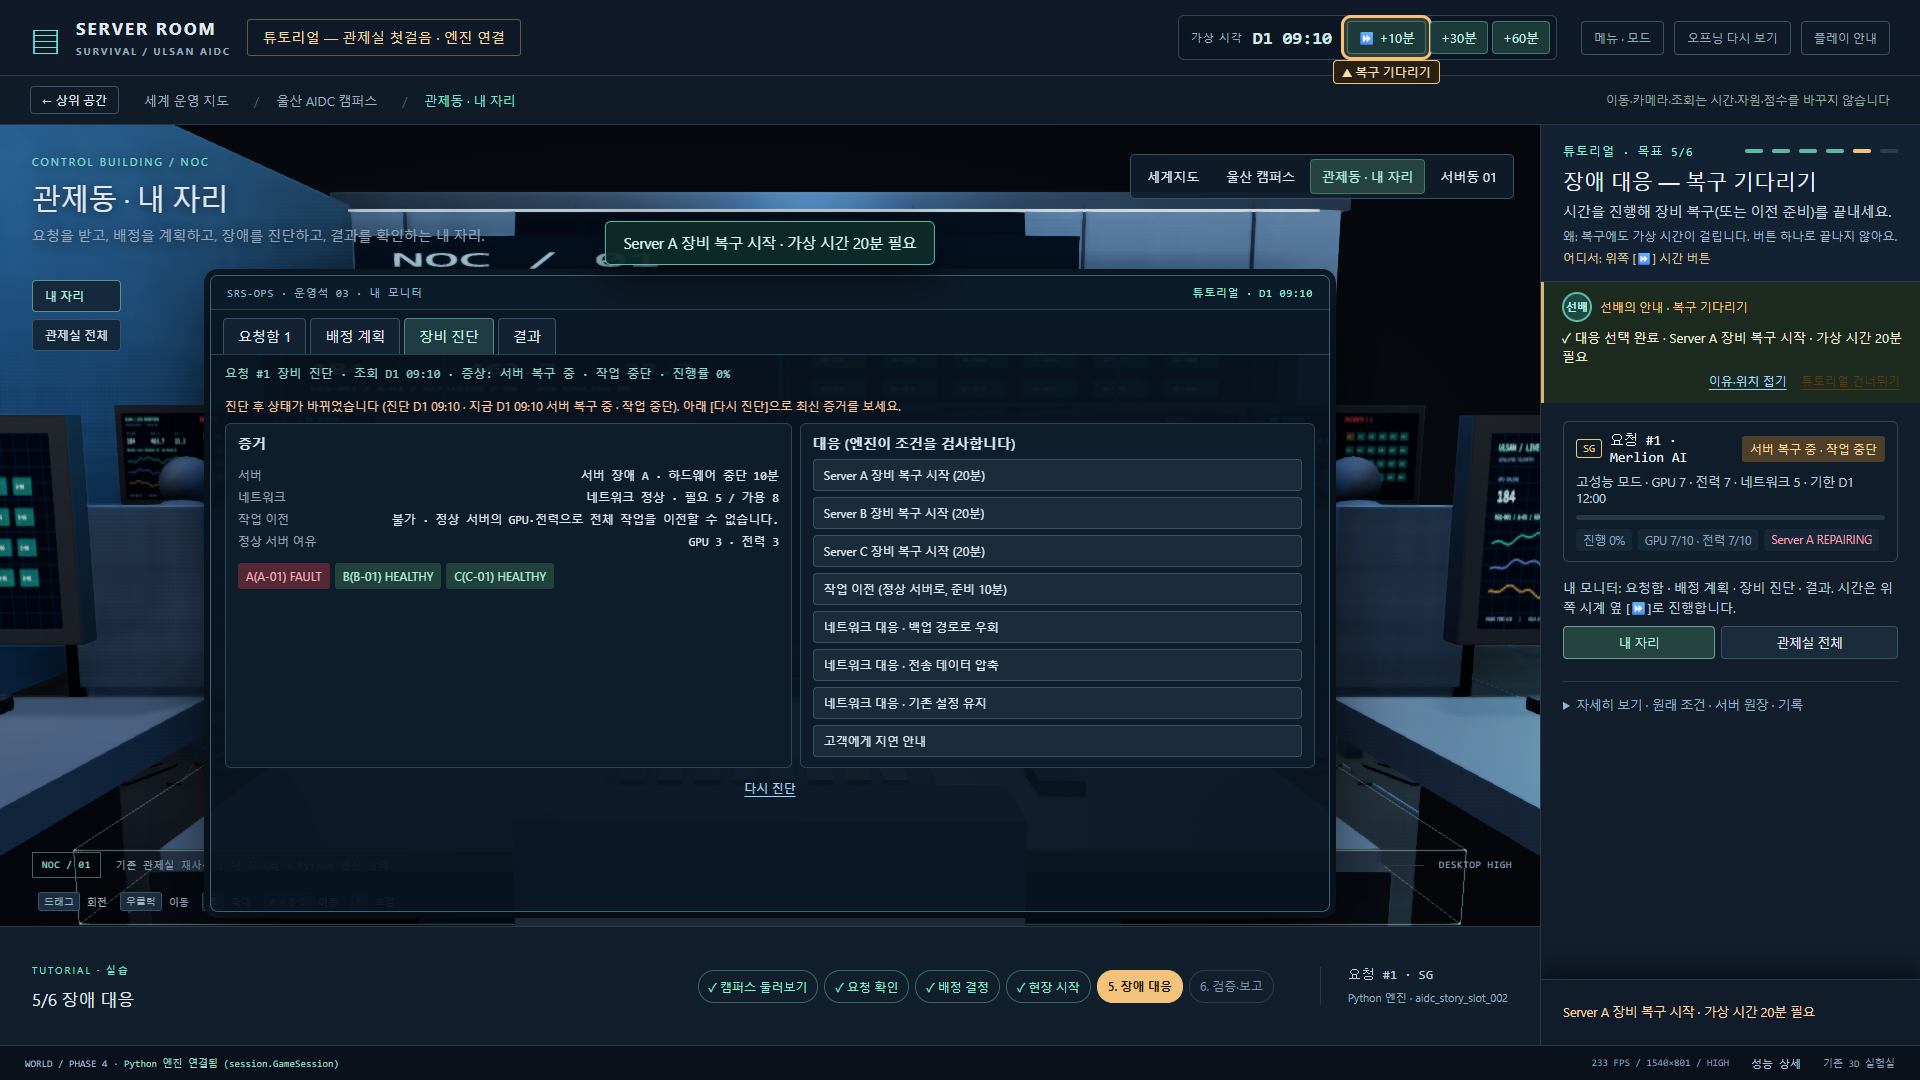 SERVER ROOM
SURVIVAL / ULSAN AIDC
튜토리얼 — 관제실 첫걸음 · 엔진 연결
가상 시각 D1 09:10 ⏩ +10분 +30분 +60분
메뉴 · 모드
오프닝 다시 보기
플레이 안내
▲ 복구 기다리기
← 상위 공간
세계 운영 지도 / 울산 AIDC 캠퍼스 / 관제동 · 내 자리
이동·카메라·조회는 시간·자원·점수를 바꾸지 않습니다
CONTROL BUILDING / NOC
관제동 · 내 자리
요청을 받고, 배정을 계획하고, 장애를 진단하고, 결과를 확인하는 내 자리.
내 자리
관제실 전체
세계지도 울산 캠퍼스 관제동 · 내 자리 서버동 01
NOC / 01
Server A 장비 복구 시작 · 가상 시간 20분 필요
SRS-OPS · 운영석 03 · 내 모니터
튜토리얼 · D1 09:10
요청함 1 배정 계획 장비 진단 결과
요청 #1 장비 진단 · 조회 D1 09:10 · 증상: 서버 복구 중 · 작업 중단 · 진행률 0%
진단 후 상태가 바뀌었습니다 (진단 D1 09:10 · 지금 D1 09:10 서버 복구 중 · 작업 중단). 아래 [다시 진단]으로 최신 증거를 보세요.
증거
서버 서버 장애 A · 하드웨어 중단 10분
네트워크 네트워크 정상 · 필요 5 / 가용 8
작업 이전 불가 · 정상 서버의 GPU·전력으로 전체 작업을 이전할 수 없습니다.
정상 서버 여유 GPU 3 · 전력 3
A(A-01) FAULT B(B-01) HEALTHY C(C-01) HEALTHY
대응 (엔진이 조건을 검사합니다)
Server A 장비 복구 시작 (20분)
Server B 장비 복구 시작 (20분)
Server C 장비 복구 시작 (20분)
작업 이전 (정상 서버로, 준비 10분)
네트워크 대응 · 백업 경로로 우회
네트워크 대응 · 전송 데이터 압축
네트워크 대응 · 기존 설정 유지
고객에게 지연 안내
다시 진단
NOC / 01 기존 관제실 재사
DESKTOP HIGH
드래그 회전 우클릭 이동
튜토리얼 · 목표 5/6
장애 대응 — 복구 기다리기
시간을 진행해 장비 복구(또는 이전 준비)를 끝내세요.
왜: 복구에도 가상 시간이 걸립니다. 버튼 하나로 끝나지 않아요.
어디서: 위쪽 [⏩] 시간 버튼
선배 선배의 안내 · 복구 기다리기
✓ 대응 선택 완료 · Server A 장비 복구 시작 · 가상 시간 20분
필요
이유·위치 접기 튜토리얼 건너뛰기
SG 요청 #1 ·
Merlion AI
서버 복구 중 · 작업 중단
고성능 모드 · GPU 7 · 전력 7 · 네트워크 5 · 기한 D1
12:00
진행 0% GPU 7/10 · 전력 7/10 Server A REPAIRING
내 모니터: 요청함 · 배정 계획 · 장비 진단 · 결과. 시간은 위
쪽 시계 옆 [⏩]로 진행합니다.
내 자리 관제실 전체
▶ 자세히 보기 · 원래 조건 · 서버 원장 · 기록
TUTORIAL · 실습
5/6 장애 대응
✓ 캠퍼스 둘러보기 ✓ 요청 확인 ✓ 배정 결정 ✓ 현장 시작 5. 장애 대응 6. 검증·보고
요청 #1 · SG
Python 엔진 · aidc_story_slot_002
Server A 장비 복구 시작 · 가상 시간 20분 필요
WORLD / PHASE 4 · Python 엔진 연결됨 (session.GameSession)
233 FPS / 1540×801 / HIGH 성능 상세 기존 3D 실험실